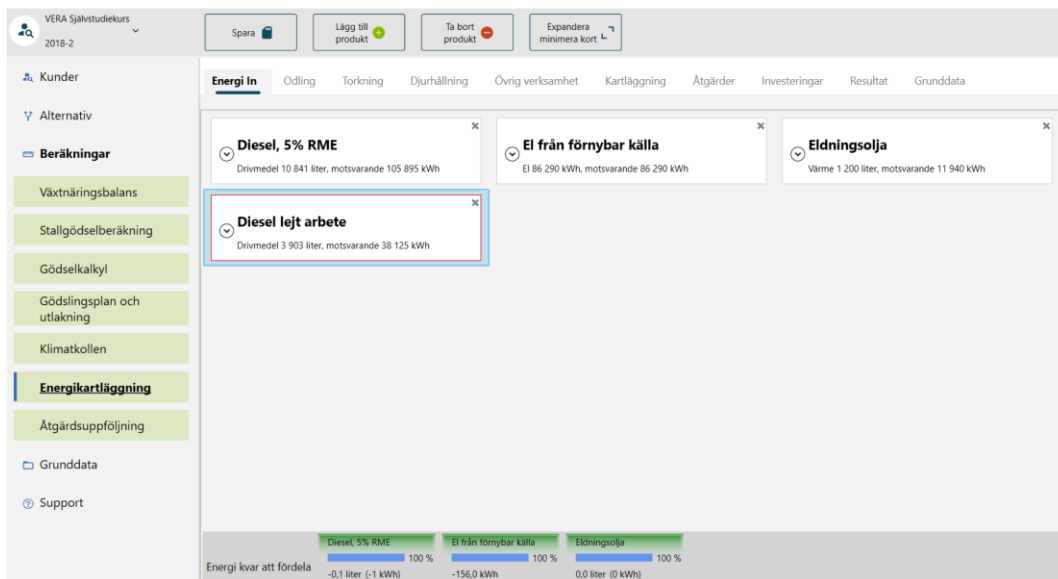 VERA Självstudiekurs
2018-2
Spara
Lägg till
produkt
Ta bort
produkt
Expandera
minimera kort
Kunder
Alternativ
Beräkningar
Växtnäringsbalans
Stallgödselberäkning
Gödselkalkyl
Gödslingsplan och
utlakning
Klimatkollen
Energikartläggning
Åtgärdsuppföljning
Grunddata
Support
Energi In Odling Torkning Djurhållning Övrig verksamhet Kartläggning Åtgärder Investeringar Resultat Grunddata
Diesel, 5% RME
Drivmedel 10 841 liter, motsvarande 105 895 kWh
El från förnybar källa
El 86 290 kWh, motsvarande 86 290 kWh
Eldningsolja
Värme 1 200 liter, motsvarande 11 940 kWh
Diesel lejt arbete
Drivmedel 3 903 liter, motsvarande 38 125 kWh
Energi kvar att fördela
Diesel, 5% RME
100 %
-0,1 liter (-1 kWh)
El från förnybar källa
100 %
-156,0 kWh
Eldningsolja
100 %
0,0 liter (0 kWh)